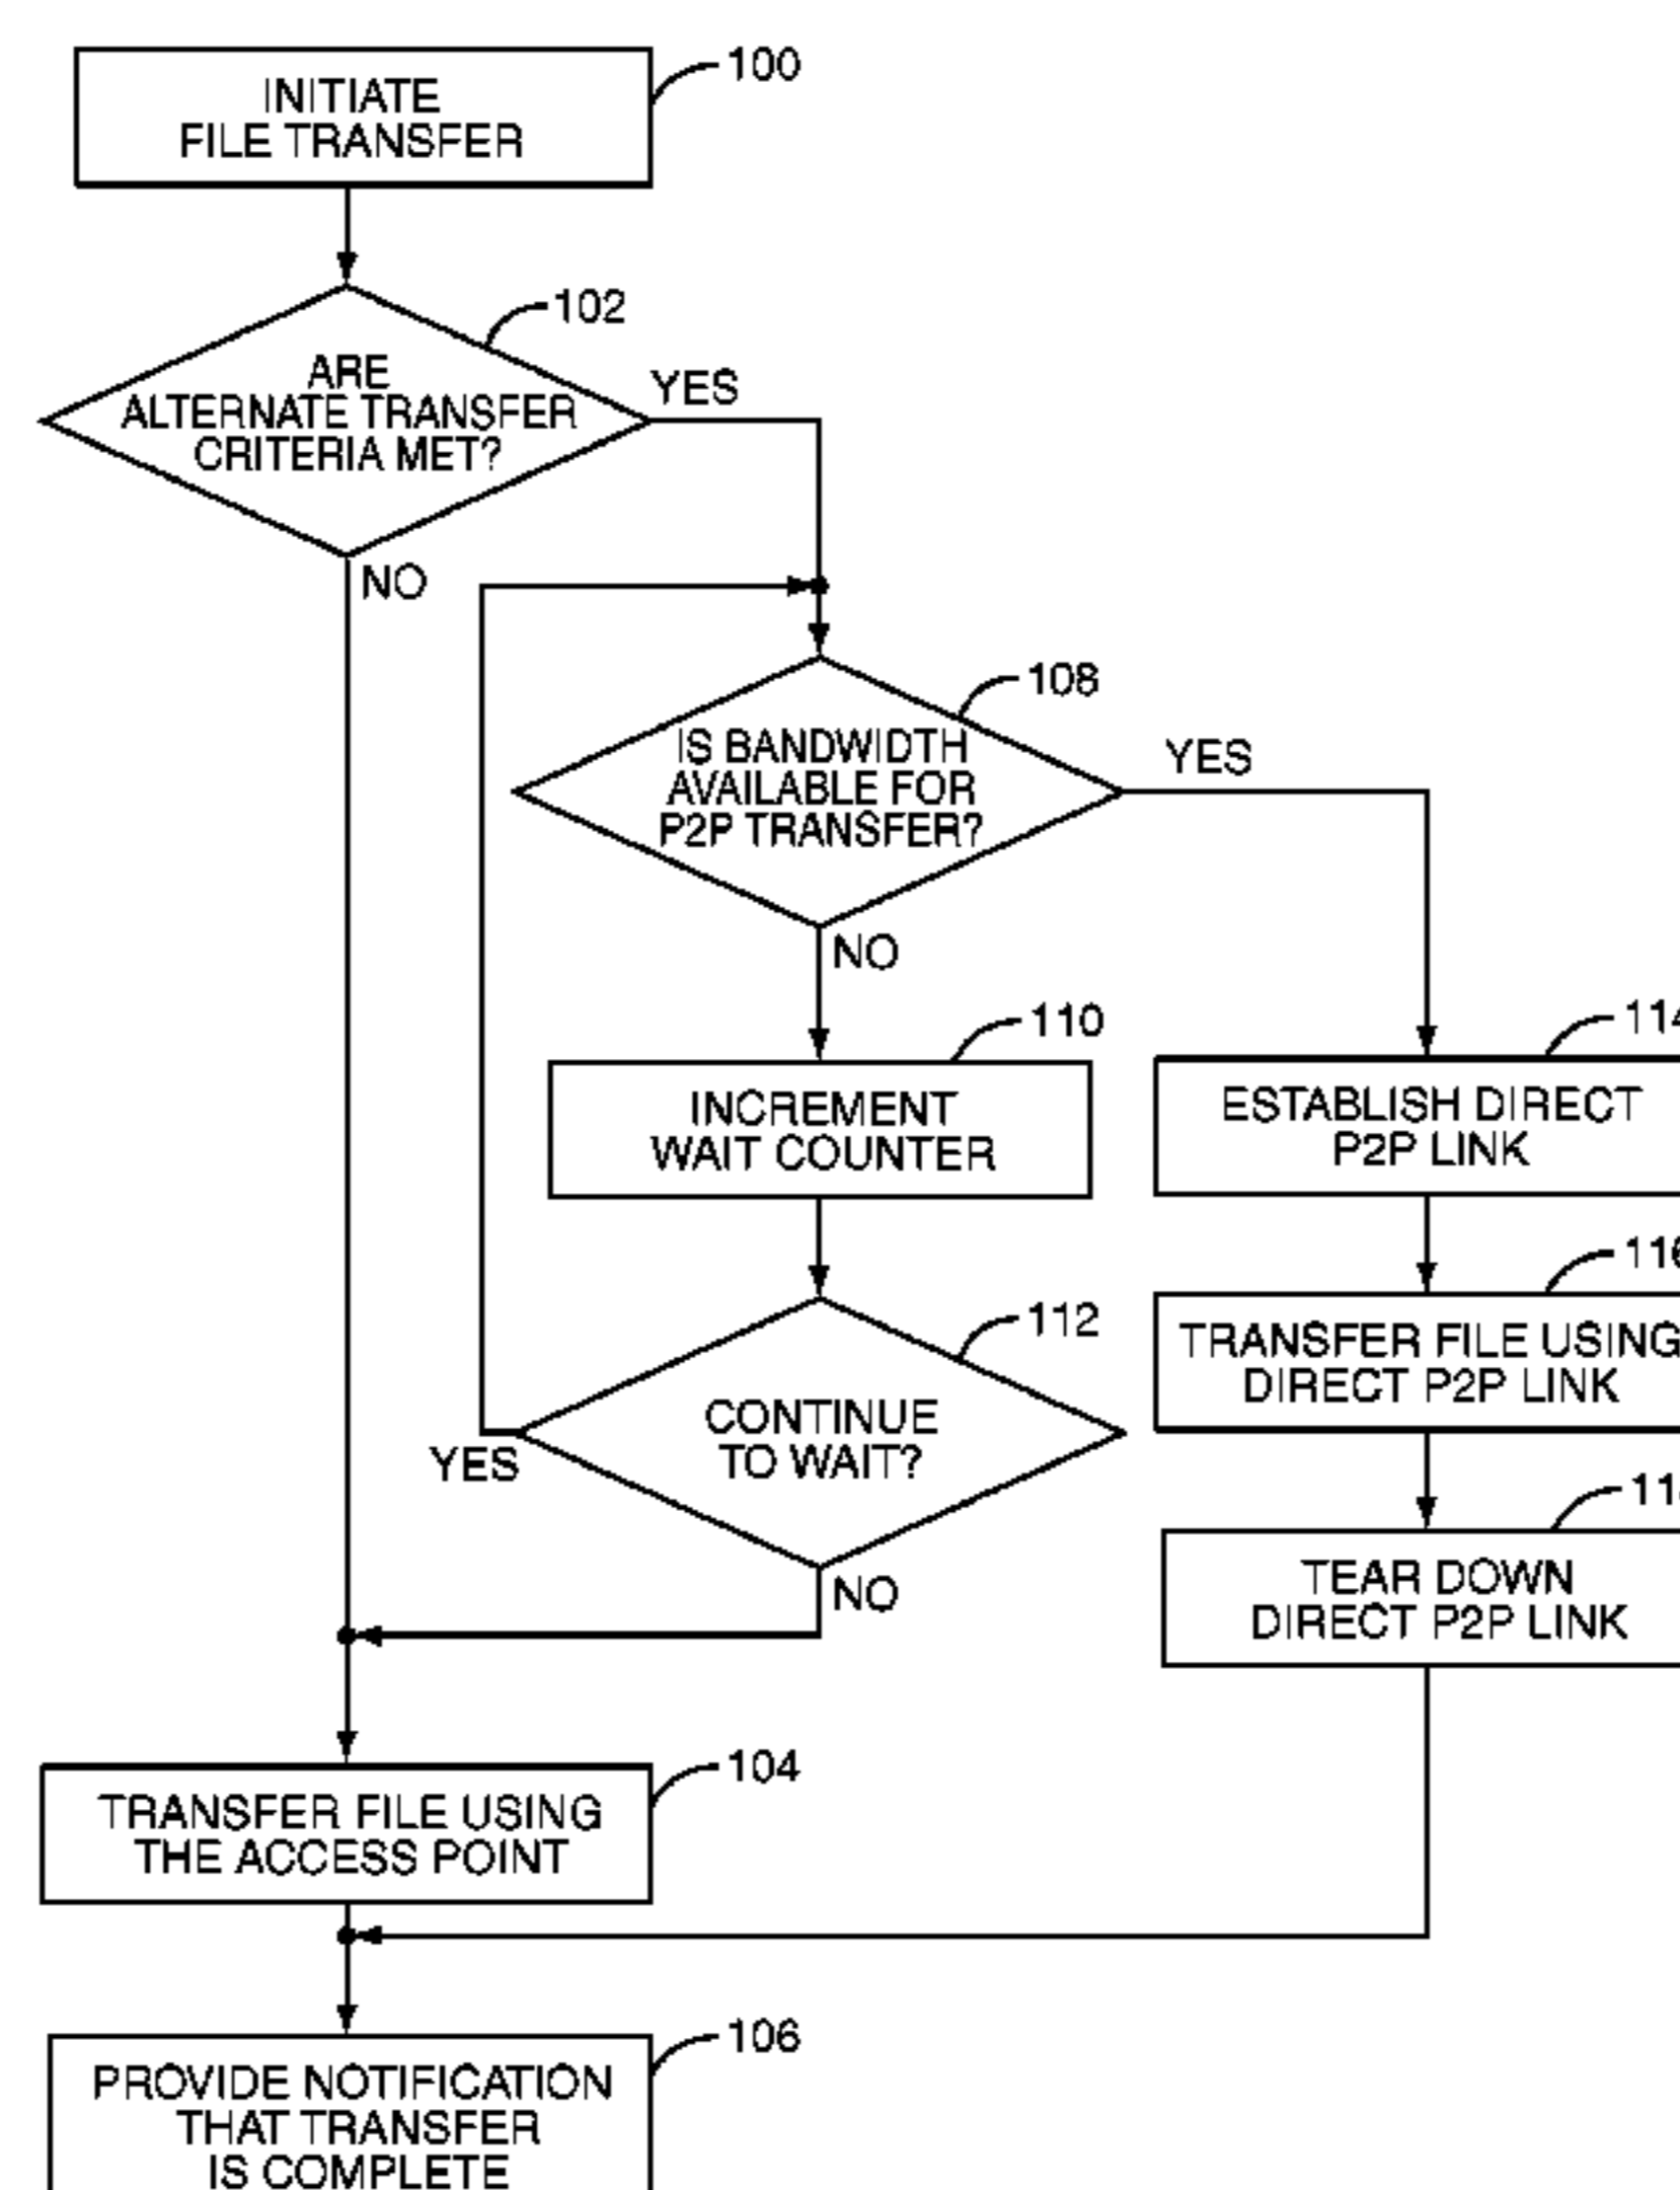 100
INITIATE
FILE TRANSFER
102
ARE
ALTERNATE TRANSFER
CRITERIA MET?
YES
NO
108
IS BANDWIDTH
AVAILABLE FOR
P2P TRANSFER?
YES
NO
110
INCREMENT
WAIT COUNTER
114
ESTABLISH DIRECT
P2P LINK
116
TRANSFER FILE USING
DIRECT P2P LINK
112
CONTINUE
TO WAIT?
YES
NO
TEAR DOWN
DIRECT P2P LINK
104
TRANSFER FILE USING
THE ACCESS POINT
106
PROVIDE NOTIFICATION
THAT TRANSFER
IS COMPLETE